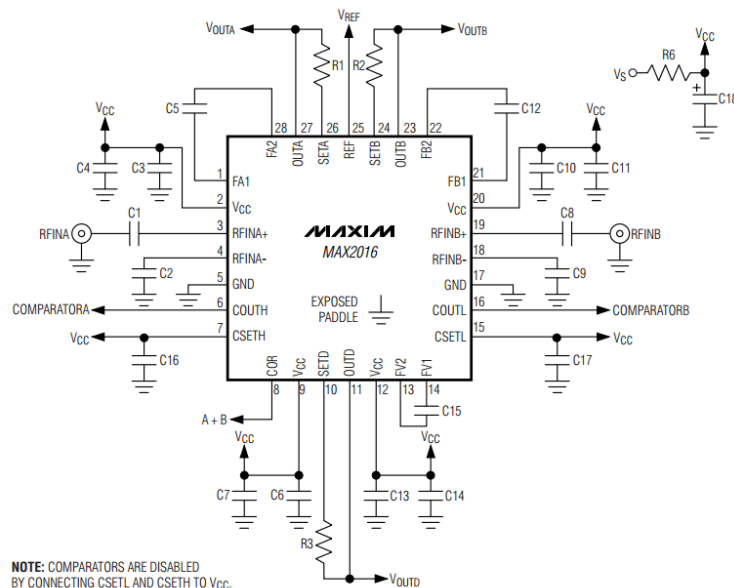 VOUTA
VREF
VOUTB
R1
R2
VS
R6
VCC
C18
+
C5
C12
VCC
VCC
28
27
26
25
24
23
22
FA2
OUTA
SETA
REF
SETB
OUTB
FB2
C4
C3
C10
C11
1
FA1
FB1
21
2
VCC
VCC
20
RFINA
C1
3
RFINA+
MAXIM
MAX2016
RFINB+
19
C8
RFINB
C2
4
RFINA-
RFINB-
18
C9
5
GND
GND
17
EXPOSED
PADDLE
COMPARATORA
6
COUTH
COUTL
16
COMPARATORB
VCC
7
CSETH
CSETL
15
VCC
C16
C17
COR
VCC
SETD
OUTD
VCC
FV2
FV1
8
9
10
11
12
13
14
C15
A + B
VCC
VCC
C7
C6
C13
C14
R3
VOUTD
NOTE: COMPARATORS ARE DISABLED
BY CONNECTING CSETL AND CSETH TO VCC.